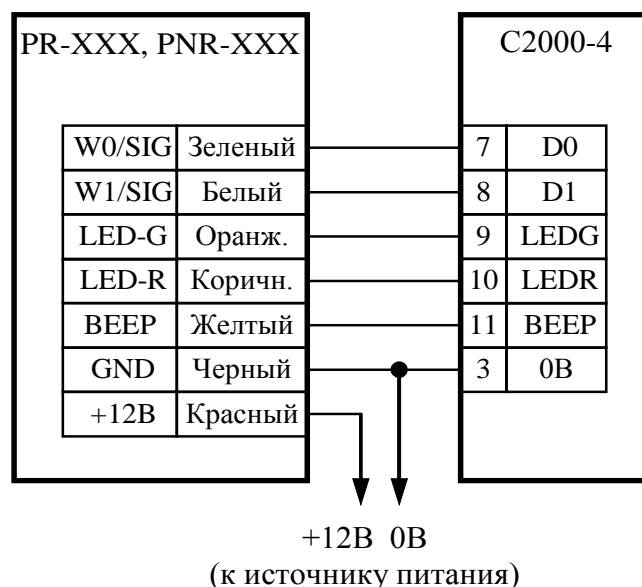 PR-XXX, PNR-XXX C2000-4
W0/SIG Зеленый 7 D0
W1/SIG Белый 8 D1
LED-G Оранж. 9 LEDG
LED-R Коричн. 10 LEDR
BEEP Желтый 11 BEEP
GND Черный 3 0В
+12В Красный
+12В 0В
(к источнику питания)